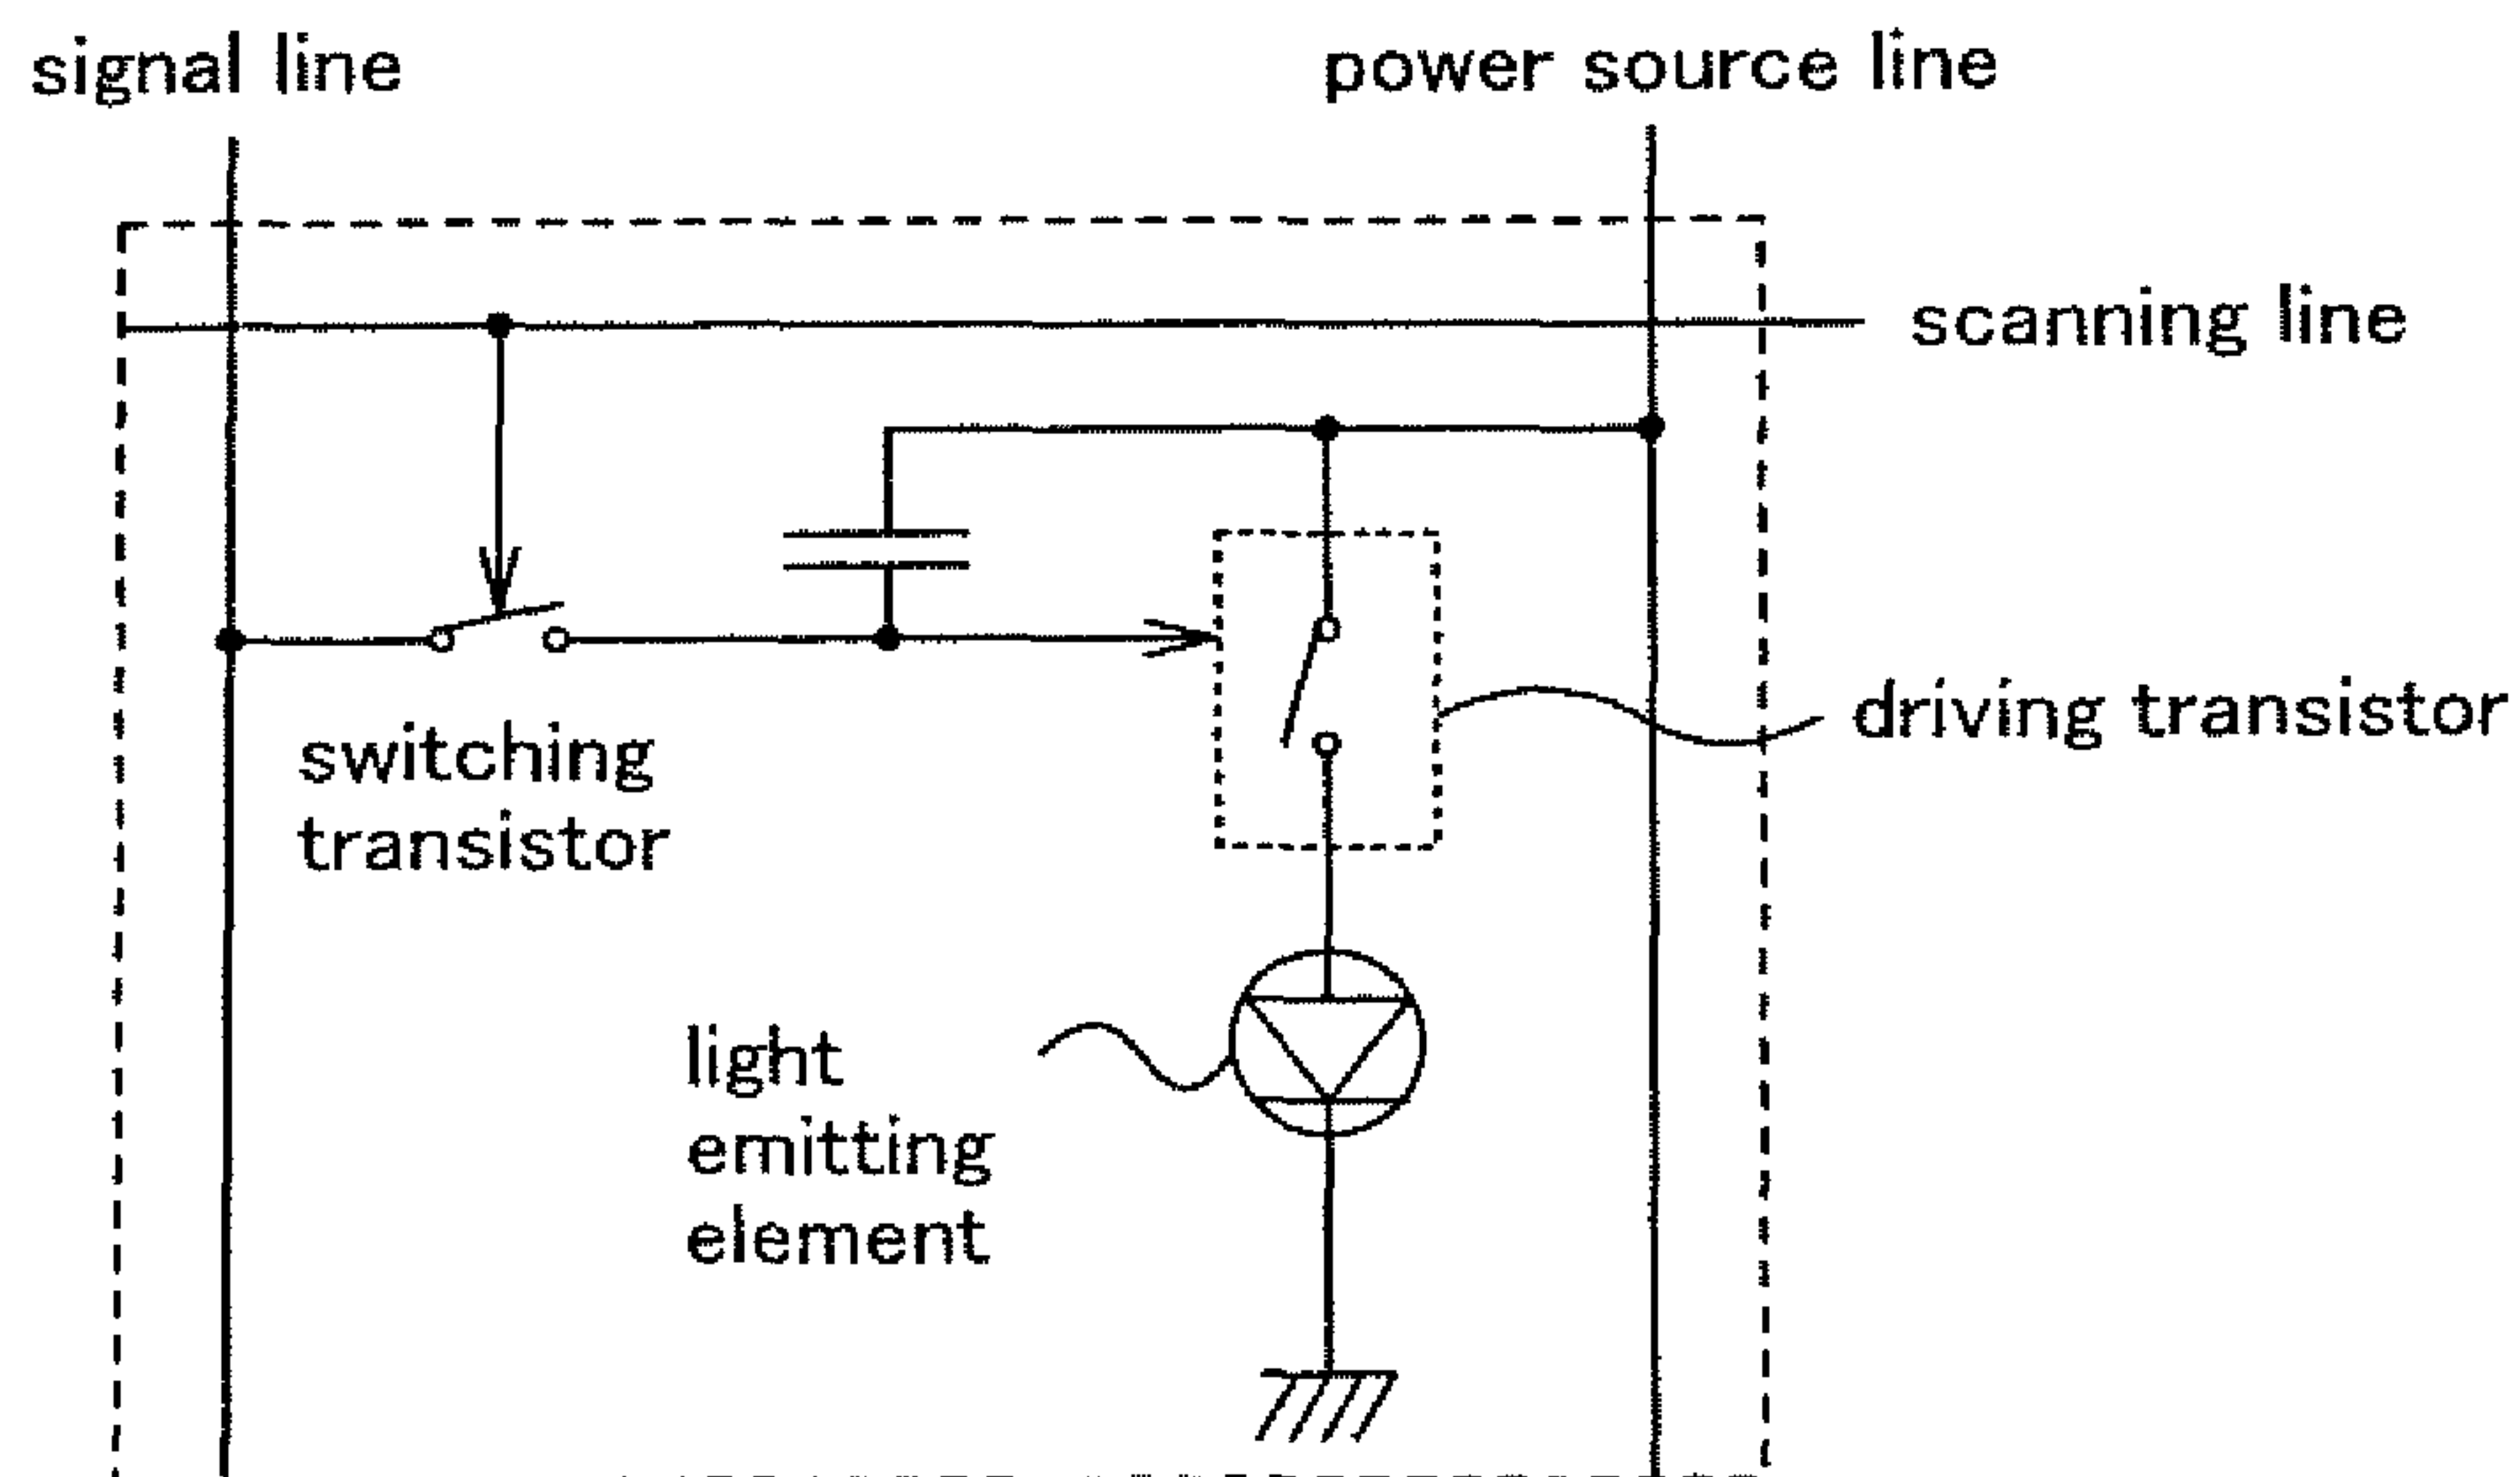 signal line
power source line
scanning line
driving transistor
switching
transistor
light
emitting
element